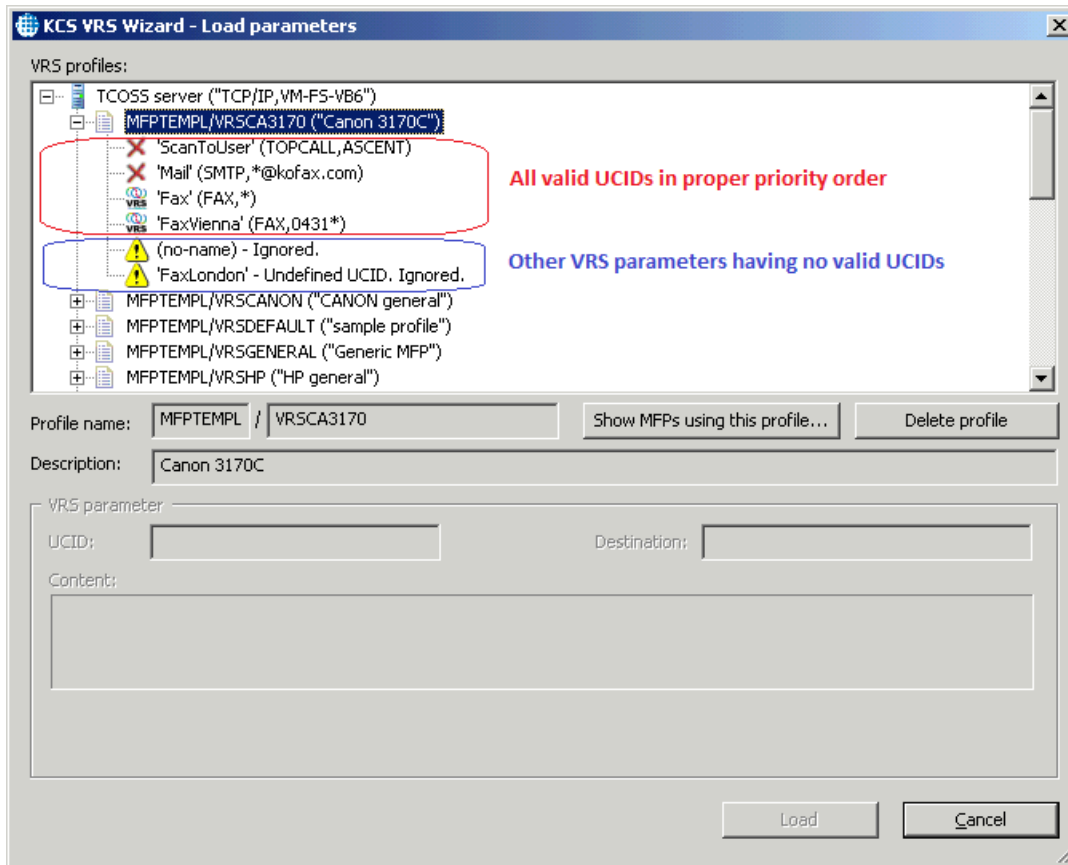 KCS VRS Wizard - Load parameters
VRS profiles:
TCOSS server ("TCP/IP,VM-FS-VB6")
MFPTEMPL/VRSCA3170 ("Canon 3170C")
'ScanToUser' (TOPCALL,ASCENT)
'Mail' (SMTP,*@kofax.com)
All valid UCIDs in proper priority order
VRS 'Fax' (FAX,*)
VRS 'FaxVienna' (FAX,0431*)
(no-name) - Ignored.
Other VRS parameters having no valid UCIDs
'FaxLondon' - Undefined UCID. Ignored.
MFPTEMPL/VRSCANON ("CANON general")
MFPTEMPL/VRSDEFAULT ("sample profile")
MFPTEMPL/VRSGENERAL ("Generic MFP")
MFPTEMPL/VRSHP ("HP general")
Profile name: MFPTEMPL / VRSCA3170 Show MFPs using this profile... Delete profile
Description: Canon 3170C
VRS parameter
UCID: Destination:
Content:
Load Cancel